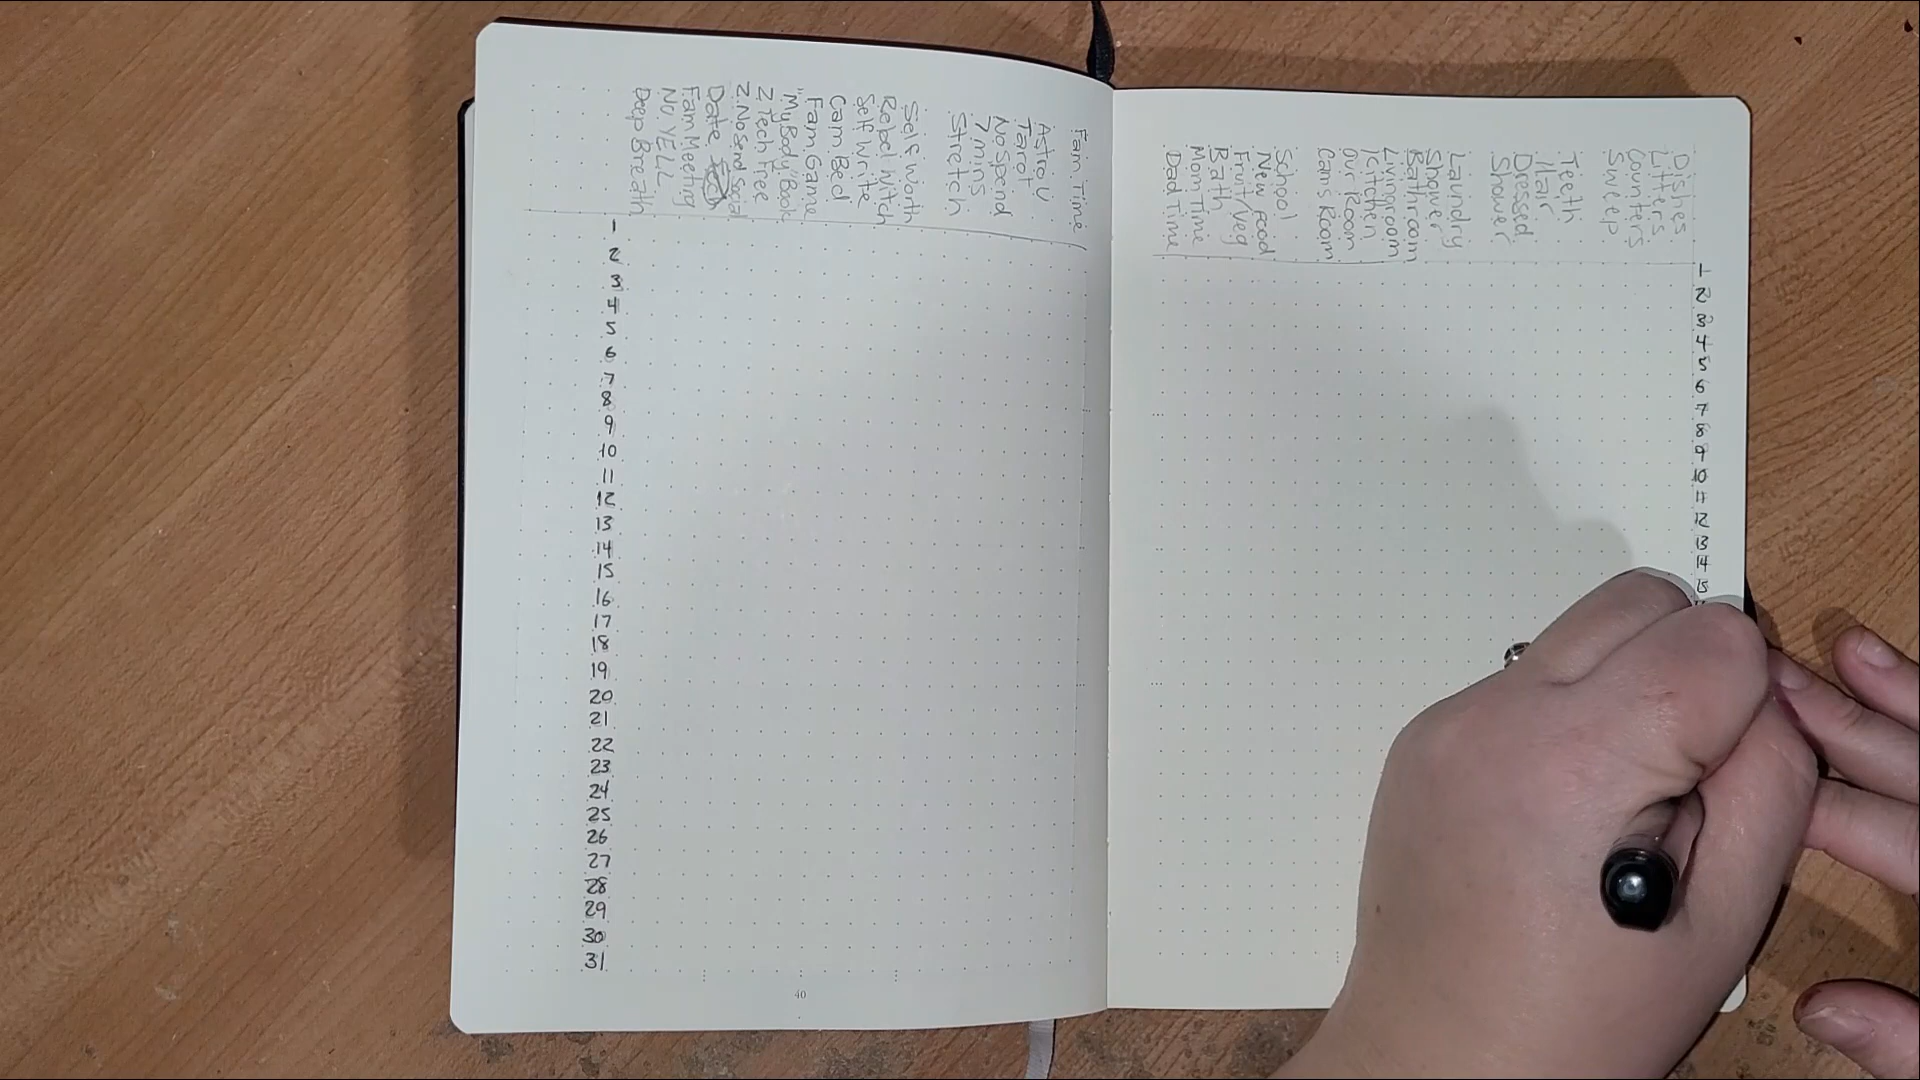 Deep Breath
No YELL
Fam Meeting
Date
2 No Send Social
2 Tech Free
"My Body" Book
Fam Game
Cam Bed
Self Write
Rebel Witch
Self Worth
Stretch
7 mins
No Spend
Tarot
Astro
Fam Time
1
2
3
4
5
6
7
8
9
10
11
12
13
14
15
16
17
18
19
20
21
22
23
24
25
26
27
28
29
30
31
40
Dad Time
Mom Time
Bath
Fruit/Veg
New Food
School
Cam's Room
Our Room
Kitchen
Livingroom
Bathroom
Shower
Laundry
Shower
Dressed
Hair
Teeth
Sweep
Counters
Litters
Dishes
1
2
3
4
5
6
7
8
9
10
11
12
13
14
15